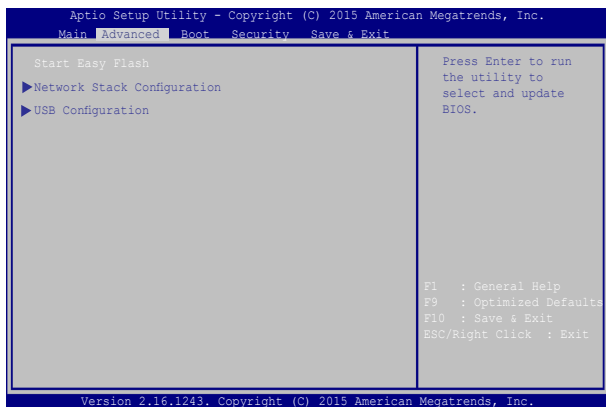 Aptio Setup Utility - Copyright (C) 2015 American Megatrends, Inc.
Main Advanced Boot Security Save & Exit
Start Easy Flash
Network Stack Configuration
USB Configuration
Press Enter to run
the utility to
select and update
BIOS.
F1 : General Help
F9 : Optimized Defaults
F10 : Save & Exit
ESC/Right Click : Exit
Version 2.16.1243. Copyright (C) 2015 American Megatrends, Inc.